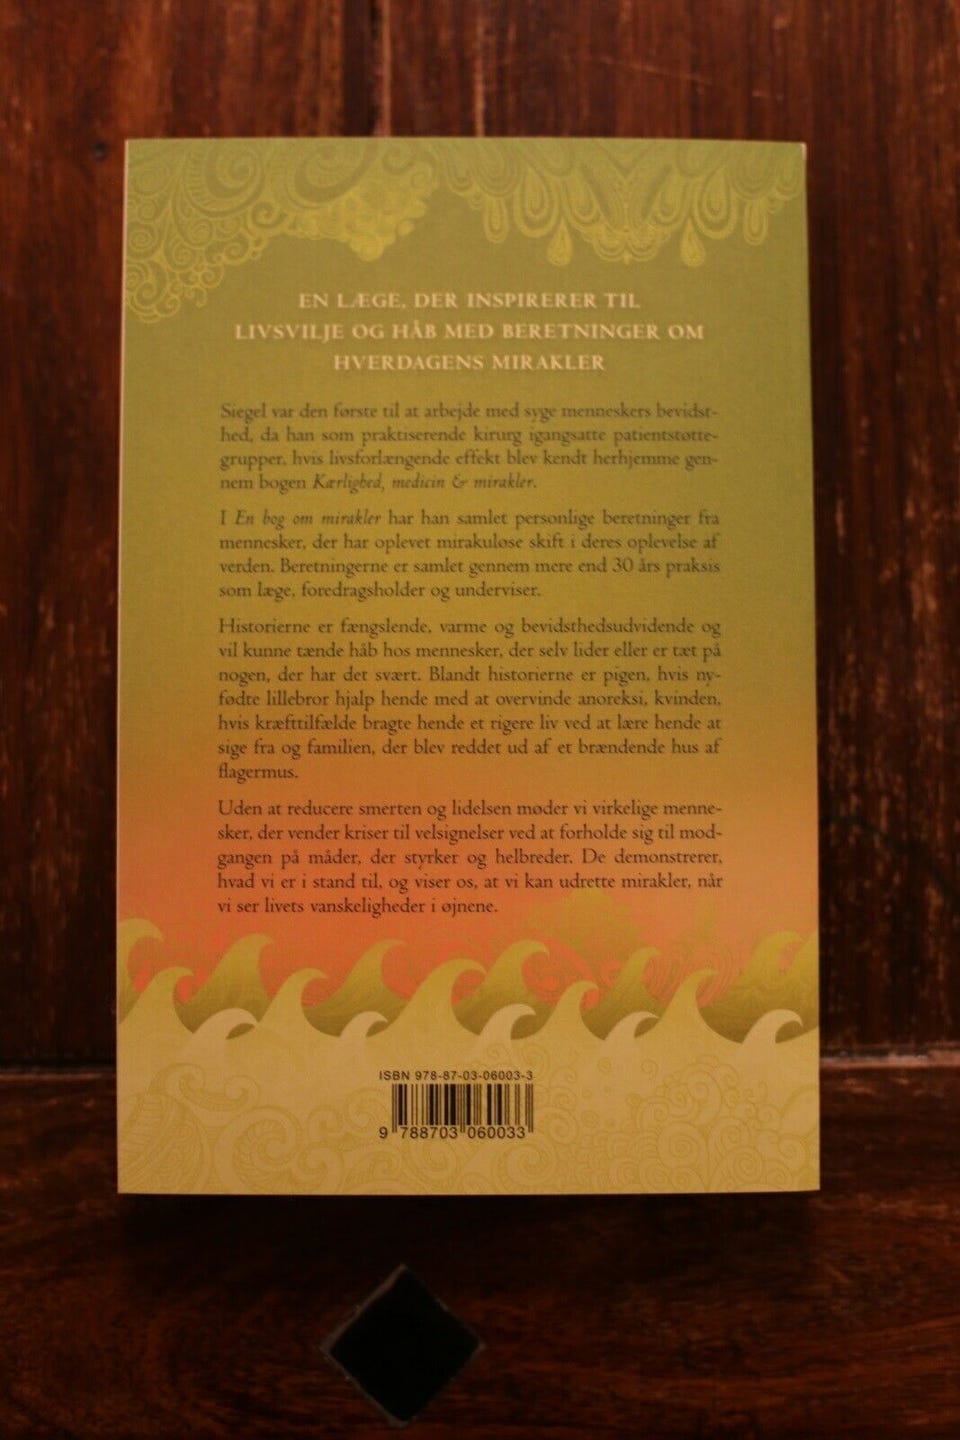 EN LÆGE, DER INSPIRERER TIL
LIVSVILJE OG HÅB MED BERETNINGER OM
HVERDAGENS MIRAKLER
Siegel var den første til at arbejde med syge menneskers bevidst-
hed, da han som praktiserende kirurg igangsatte patientstøtte-
grupper, hvis livsforlængende effekt blev kendt herhjemme gen-
nem bogen Kærlighed, medicin & mirakler.
I En bog om mirakler har han samlet personlige beretninger fra
mennesker, der har oplevet mirakuløse skift i deres oplevelse af
verden. Beretningerne er samlet gennem mere end 30 års praksis
som læge, foredragsholder og underviser.
Historierne er fængslende, varme og bevidsthedsudvidende og
vil kunne tænde håb hos mennesker, der selv lider eller er tæt på
nogen, der har det svært. Blandt historierne er pigen, hvis ny-
fødte lillebror hjalp hende med at overvinde anoreksi, kvinden,
hvis kræfttilfælde bragte hende et rigere liv ved at lære hende at
sige fra og familien, der blev reddet ud af et brændende hus af
flagermus.
Uden at reducere smerten og lidelsen møder vi virkelige menne-
sker, der vender kriser til velsignelser ved at forholde sig til mod-
gangen på måder, der styrker og helbreder. De demonstrerer,
hvad vi er i stand til, og viser os, at vi kan udrette mirakler, når
vi ser livets vanskeligheder i øjnene.
ISBN 978-87-03-06003-3
9 788703 060033